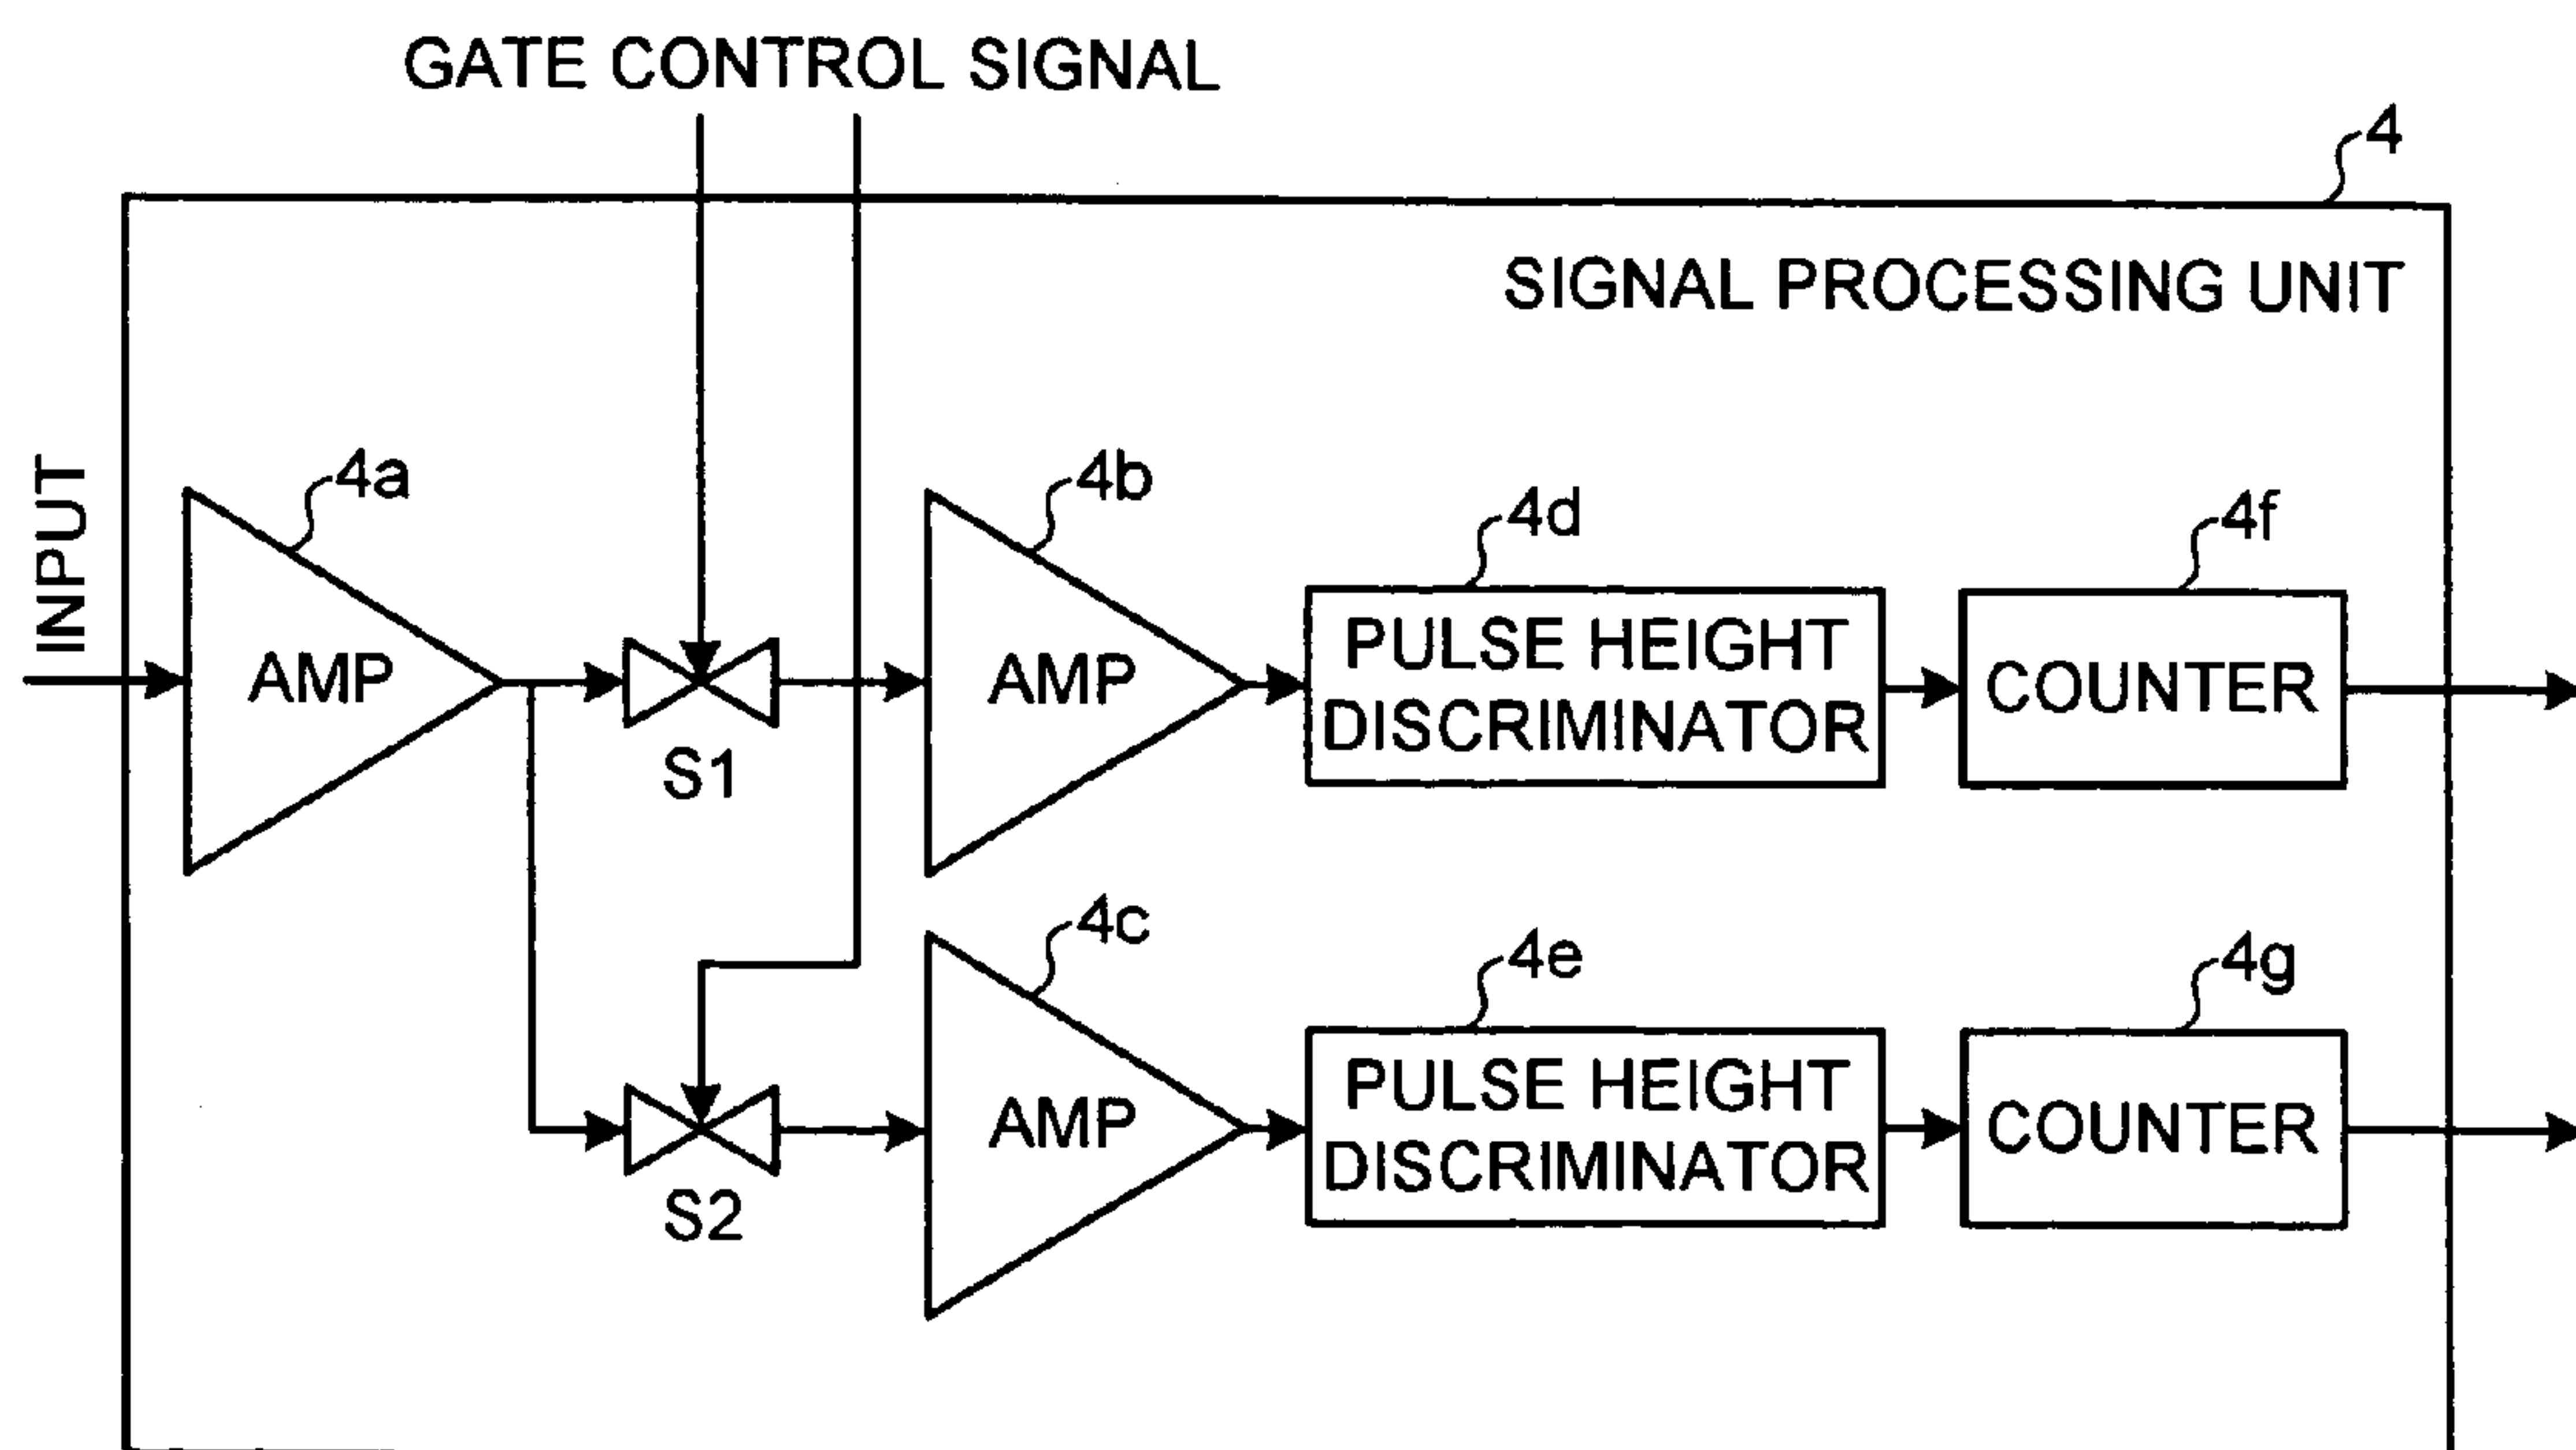 GATE CONTROL SIGNAL
4
SIGNAL PROCESSING UNIT
INPUT
4a
4b
4d
4f
AMP
AMP
PULSE HEIGHT
DISCRIMINATOR
COUNTER
S1
4c
4e
4g
AMP
PULSE HEIGHT
DISCRIMINATOR
COUNTER
S2